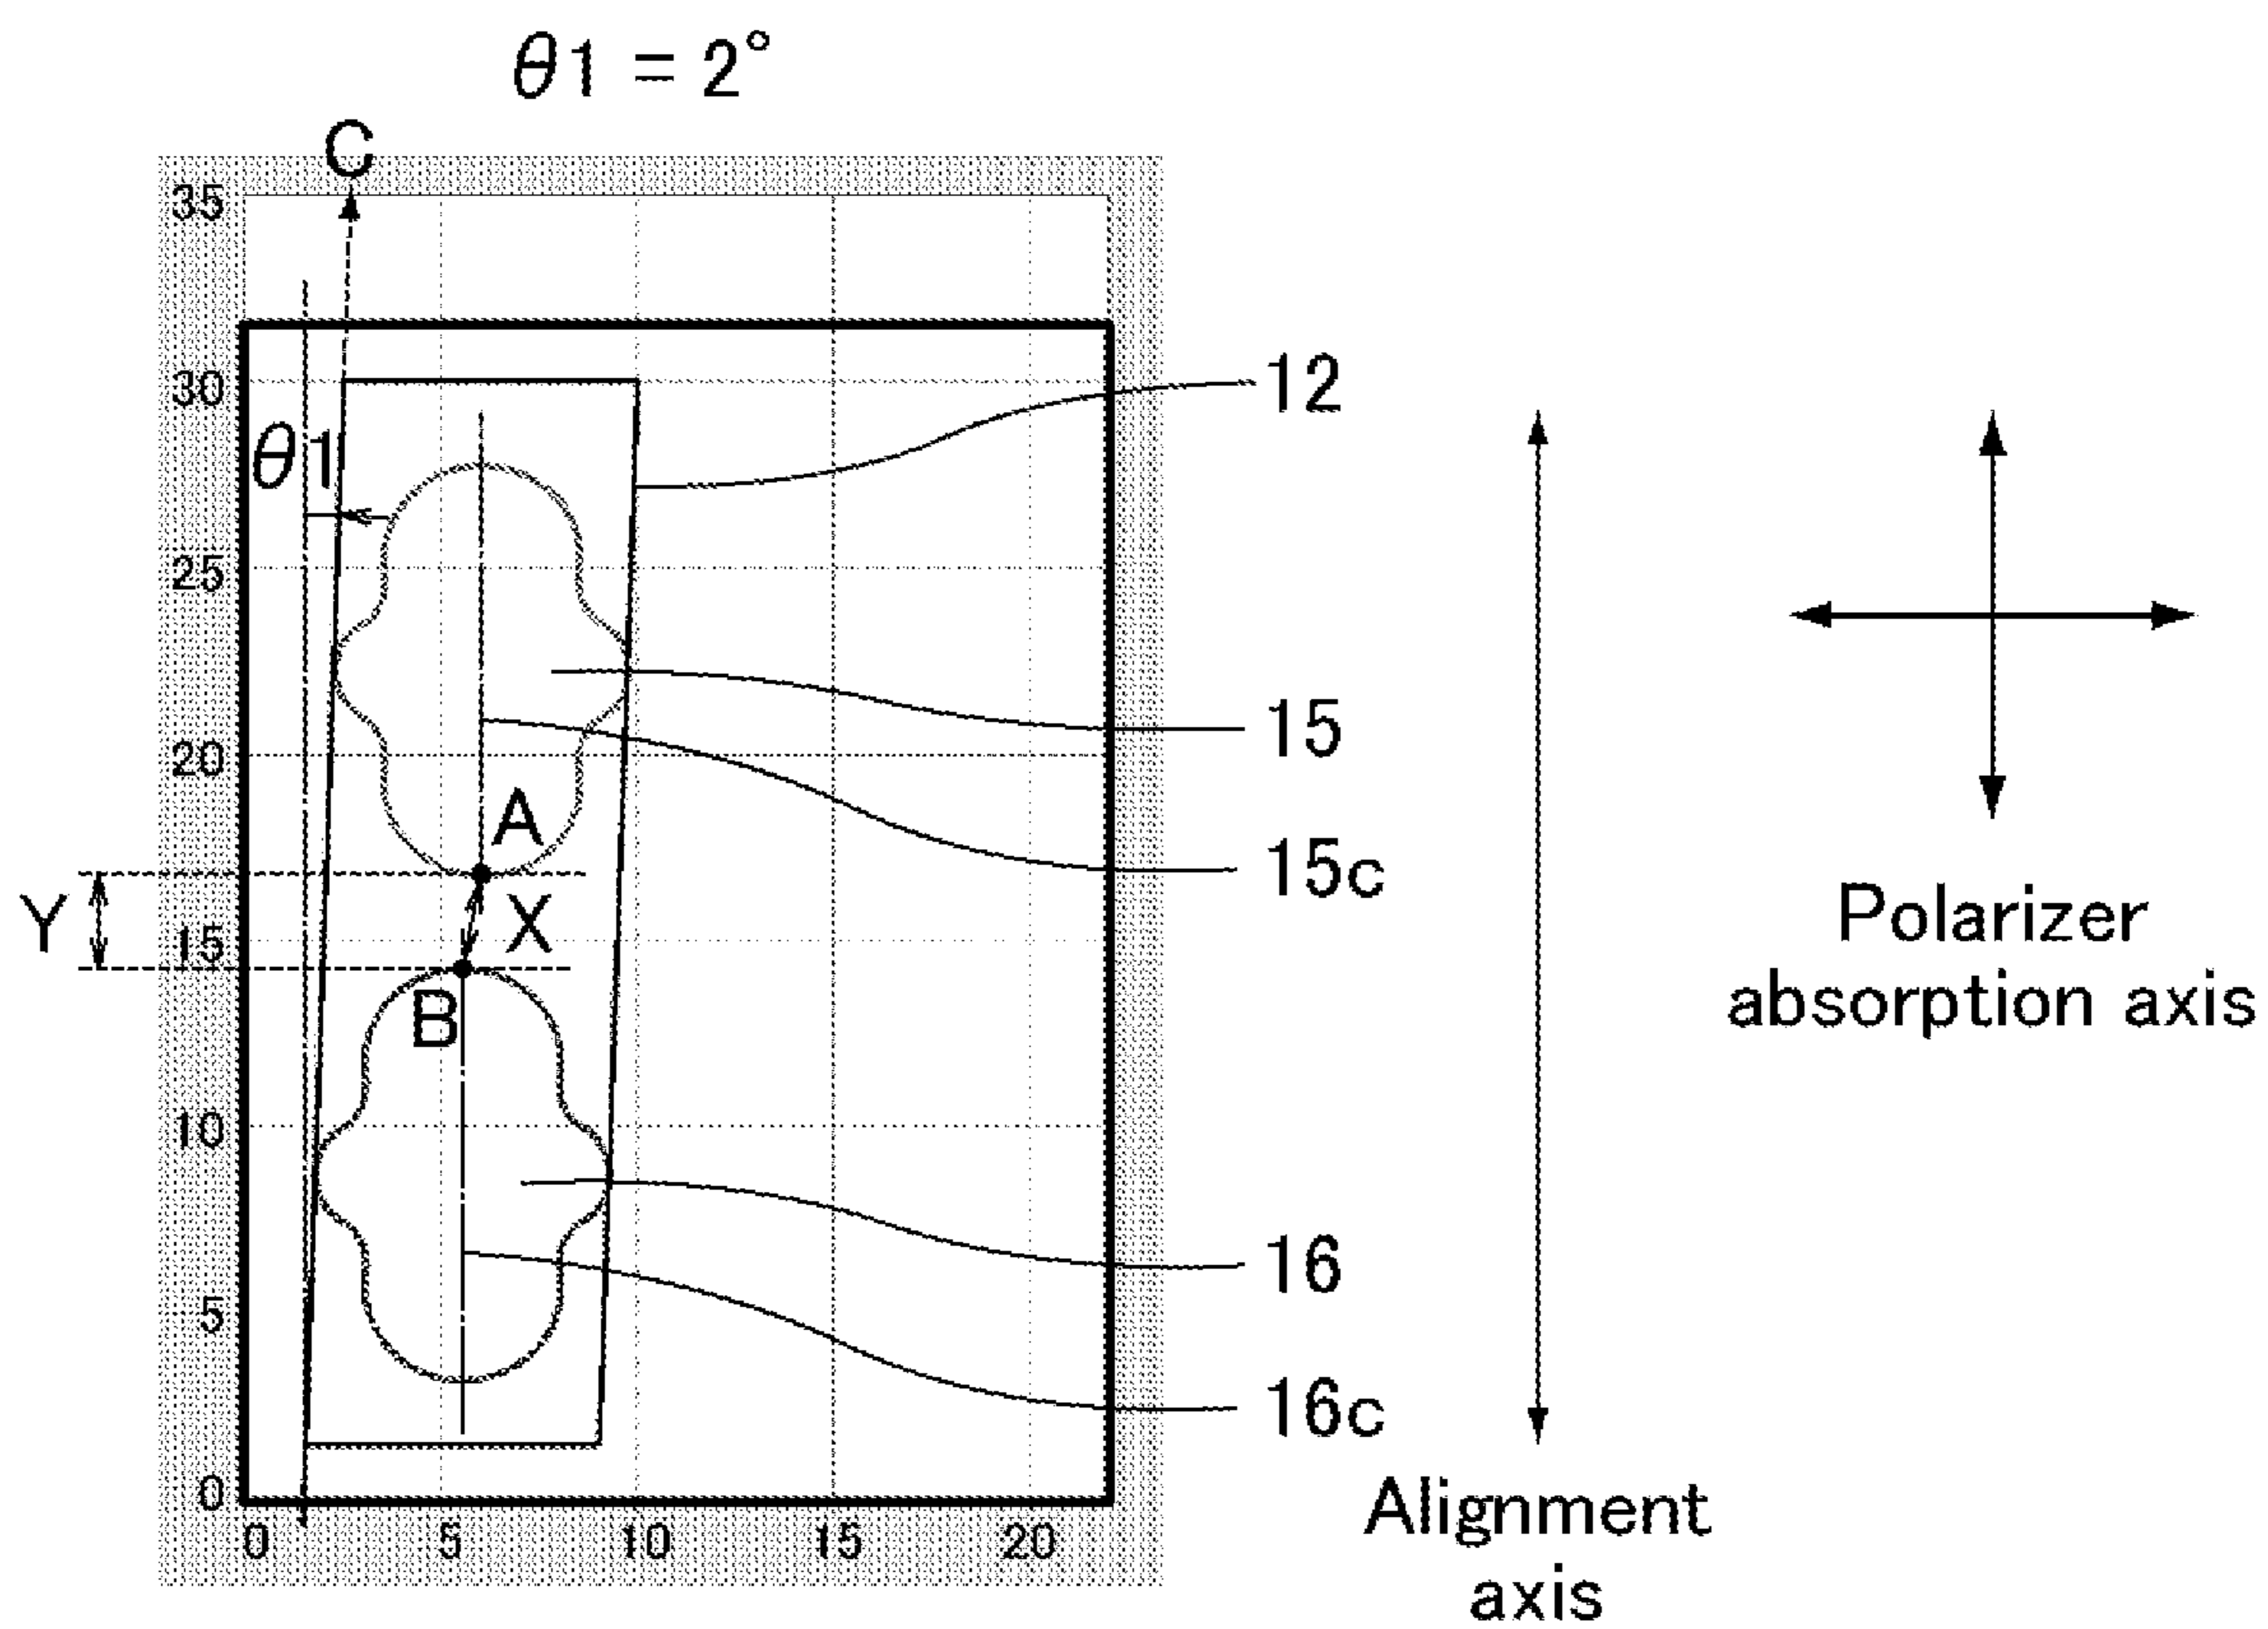 θ1 = 2°
C
35
30
12
θ1
25
15
20
A
15c
Y
X
15
B
Polarizer
absorption axis
10
16
5
16c
0
0 5 10 15 20
Alignment
axis